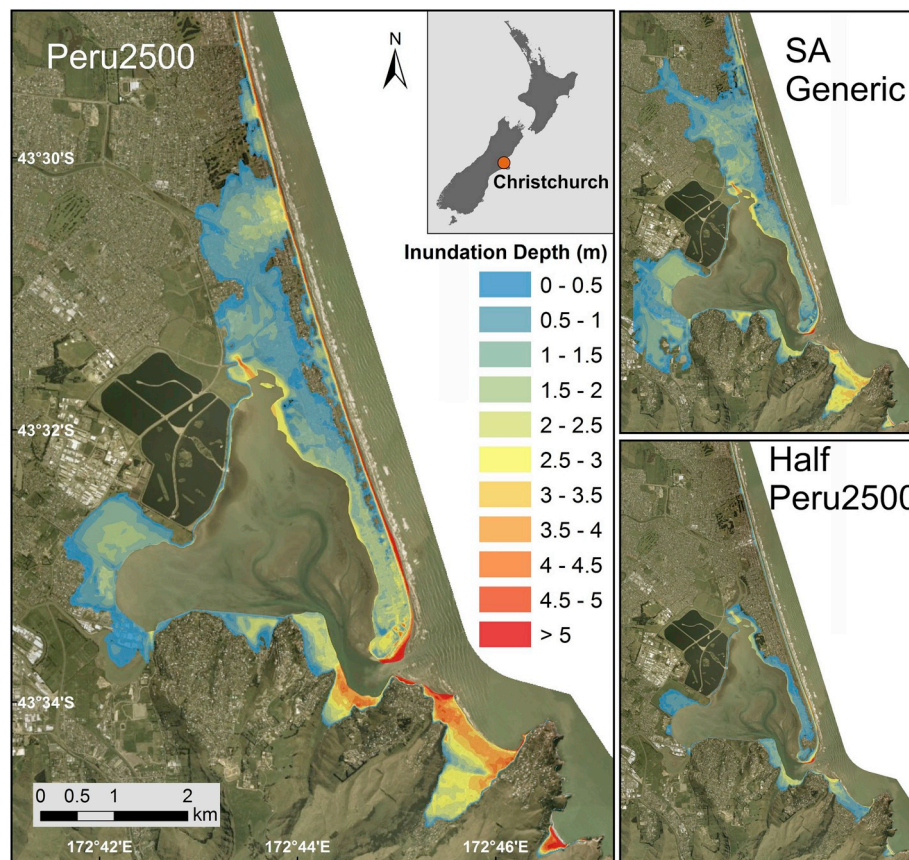 Peru2500
N
SA
Generic
43°30'S
Christchurch
Inundation Depth (m)
0 - 0.5
0.5 - 1
1 - 1.5
1.5 - 2
2 - 2.5
2.5 - 3
3 - 3.5
3.5 - 4
4 - 4.5
4.5 - 5
> 5
43°32'S
Half
Peru2500
43°34'S
0 0.5 1 2
km
172°42'E 172°44'E 172°46'E